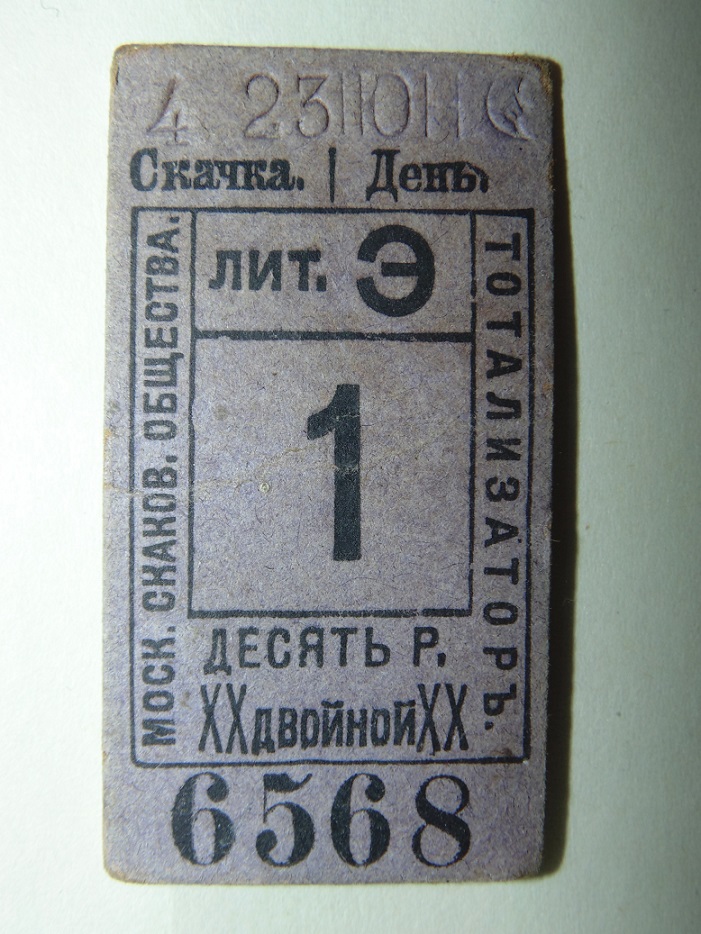 4 23 ІЮН
Скачка. | День.
МОСК. СКАКОВ. ОБЩЕСТВА.
ЛИТ. Э
1
ТОТАЛИЗАТОРЪ.
ДЕСЯТЬ Р.
XXДВОЙНОЙXX
6568